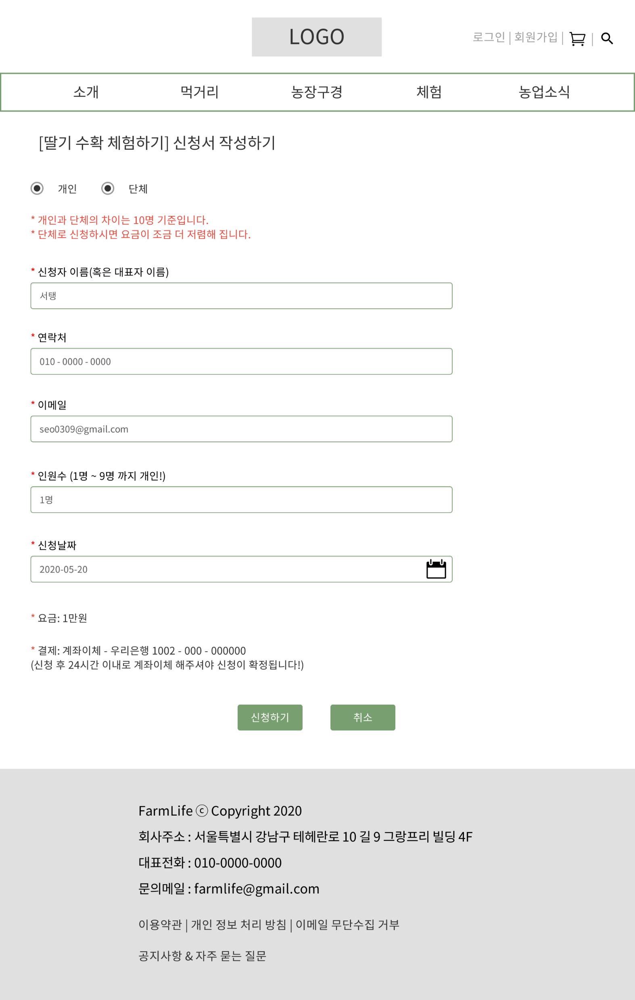 LOGO
로그인 | 회원가입 | |
소개 먹거리 농장구경 체험 농업소식
[딸기 수확 체험하기] 신청서 작성하기
개인 단체
* 개인과 단체의 차이는 10명 기준입니다.
* 단체로 신청하시면 요금이 조금 더 저렴해 집니다.
* 신청자 이름(혹은 대표자 이름)
서탱
* 연락처
010 - 0000 - 0000
* 이메일
seo0309@gmail.com
* 인원수 (1명 ~ 9명 까지 개인!)
1명
* 신청날짜
2020-05-20
* 요금: 1만원
* 결제: 계좌이체 - 우리은행 1002 - 000 - 000000
(신청 후 24시간 이내로 계좌이체 해주셔야 신청이 확정됩니다!)
신청하기 취소
FarmLife ⓒ Copyright 2020
회사주소 : 서울특별시 강남구 테헤란로 10 길 9 그랑프리 빌딩 4F
대표전화 : 010-0000-0000
문의메일 : farmlife@gmail.com
이용약관 | 개인 정보 처리 방침 | 이메일 무단수집 거부
공지사항 & 자주 묻는 질문